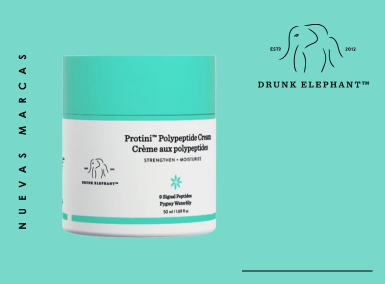 NUEVAS MARCAS
ESTD 2012
DRUNK ELEPHANT™
Protini™ Polypeptide Cream
Crème aux polypeptides
STRENGTHEN + MOISTURIZE
DRUNK ELEPHANT™
9 Signal Peptides
Pygmy Waterlily
50 ml / 1.69 fl oz